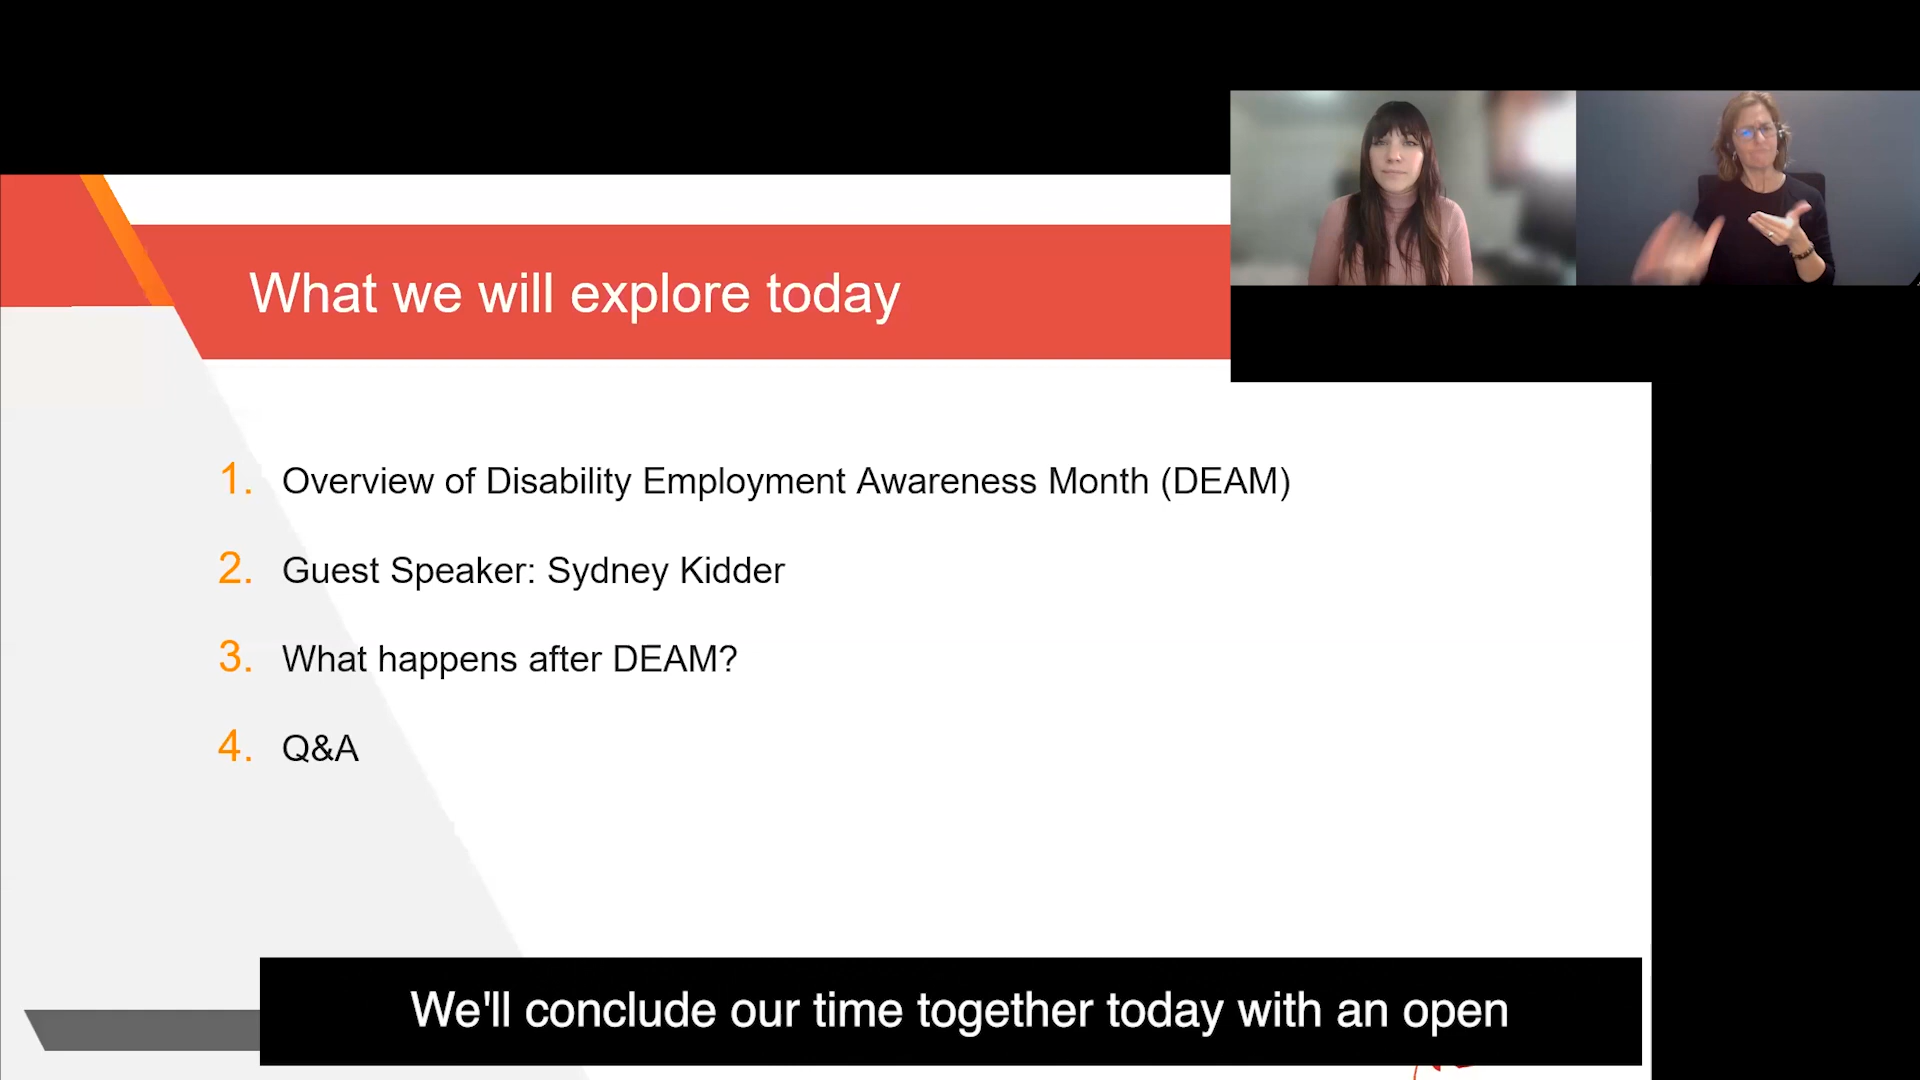 What we will explore today
1. Overview of Disability Employment Awareness Month (DEAM)
2. Guest Speaker: Sydney Kidder
3. What happens after DEAM?
4. Q&A
We'll conclude our time together today with an open